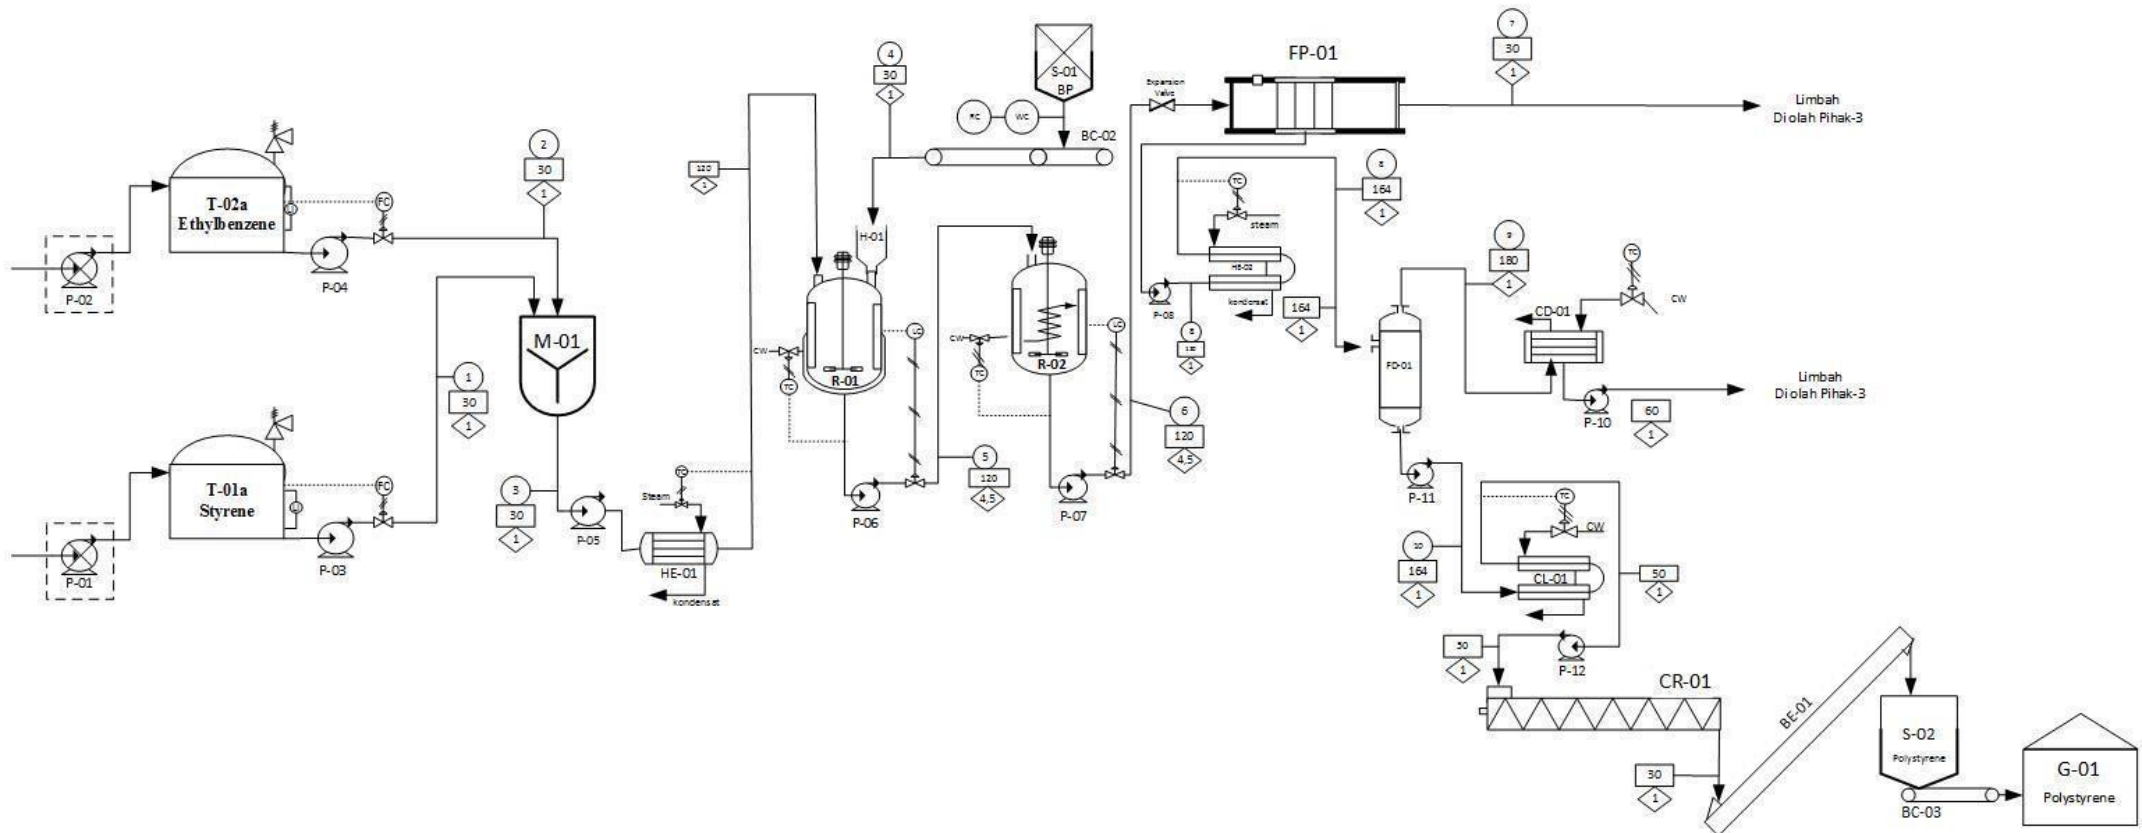 P-02
T-02a
Ethylbenzene
P-04
FC
2
30
1
P-01
T-01a
Styrene
P-03
FC
1
30
1
M-01
3
30
1
P-05
Steam
TC
HE-01
kondensat
120
1
4
30
1
S-01
BP
WC
BC-02
H-01
R-01
CW
TC
LC
P-06
5
120
4,5
R-02
CW
TC
LC
P-07
6
120
4,5
Expansion
Valve
FP-01
7
30
1
Limbah
Diolah Pihak-3
TC
steam
HE-02
kondensat
P-08
8
1
8
164
1
164
1
FD-01
9
180
1
TC
CW
CD-01
P-10
60
1
Limbah
Diolah Pihak-3
P-11
10
164
1
TC
CW
CL-01
50
1
P-12
50
1
CR-01
30
1
BE-01
S-02
Polystyrene
BC-03
G-01
Polystyrene